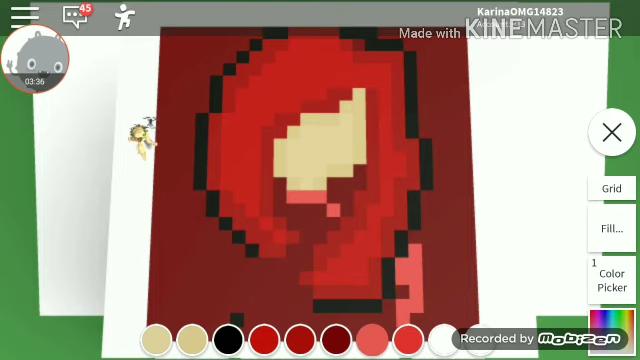 45
KarinaOMG14823
Made with KINEMASTER
03:36
Grid
Fill...
1
Color
Picker
Recorded by Mobizen